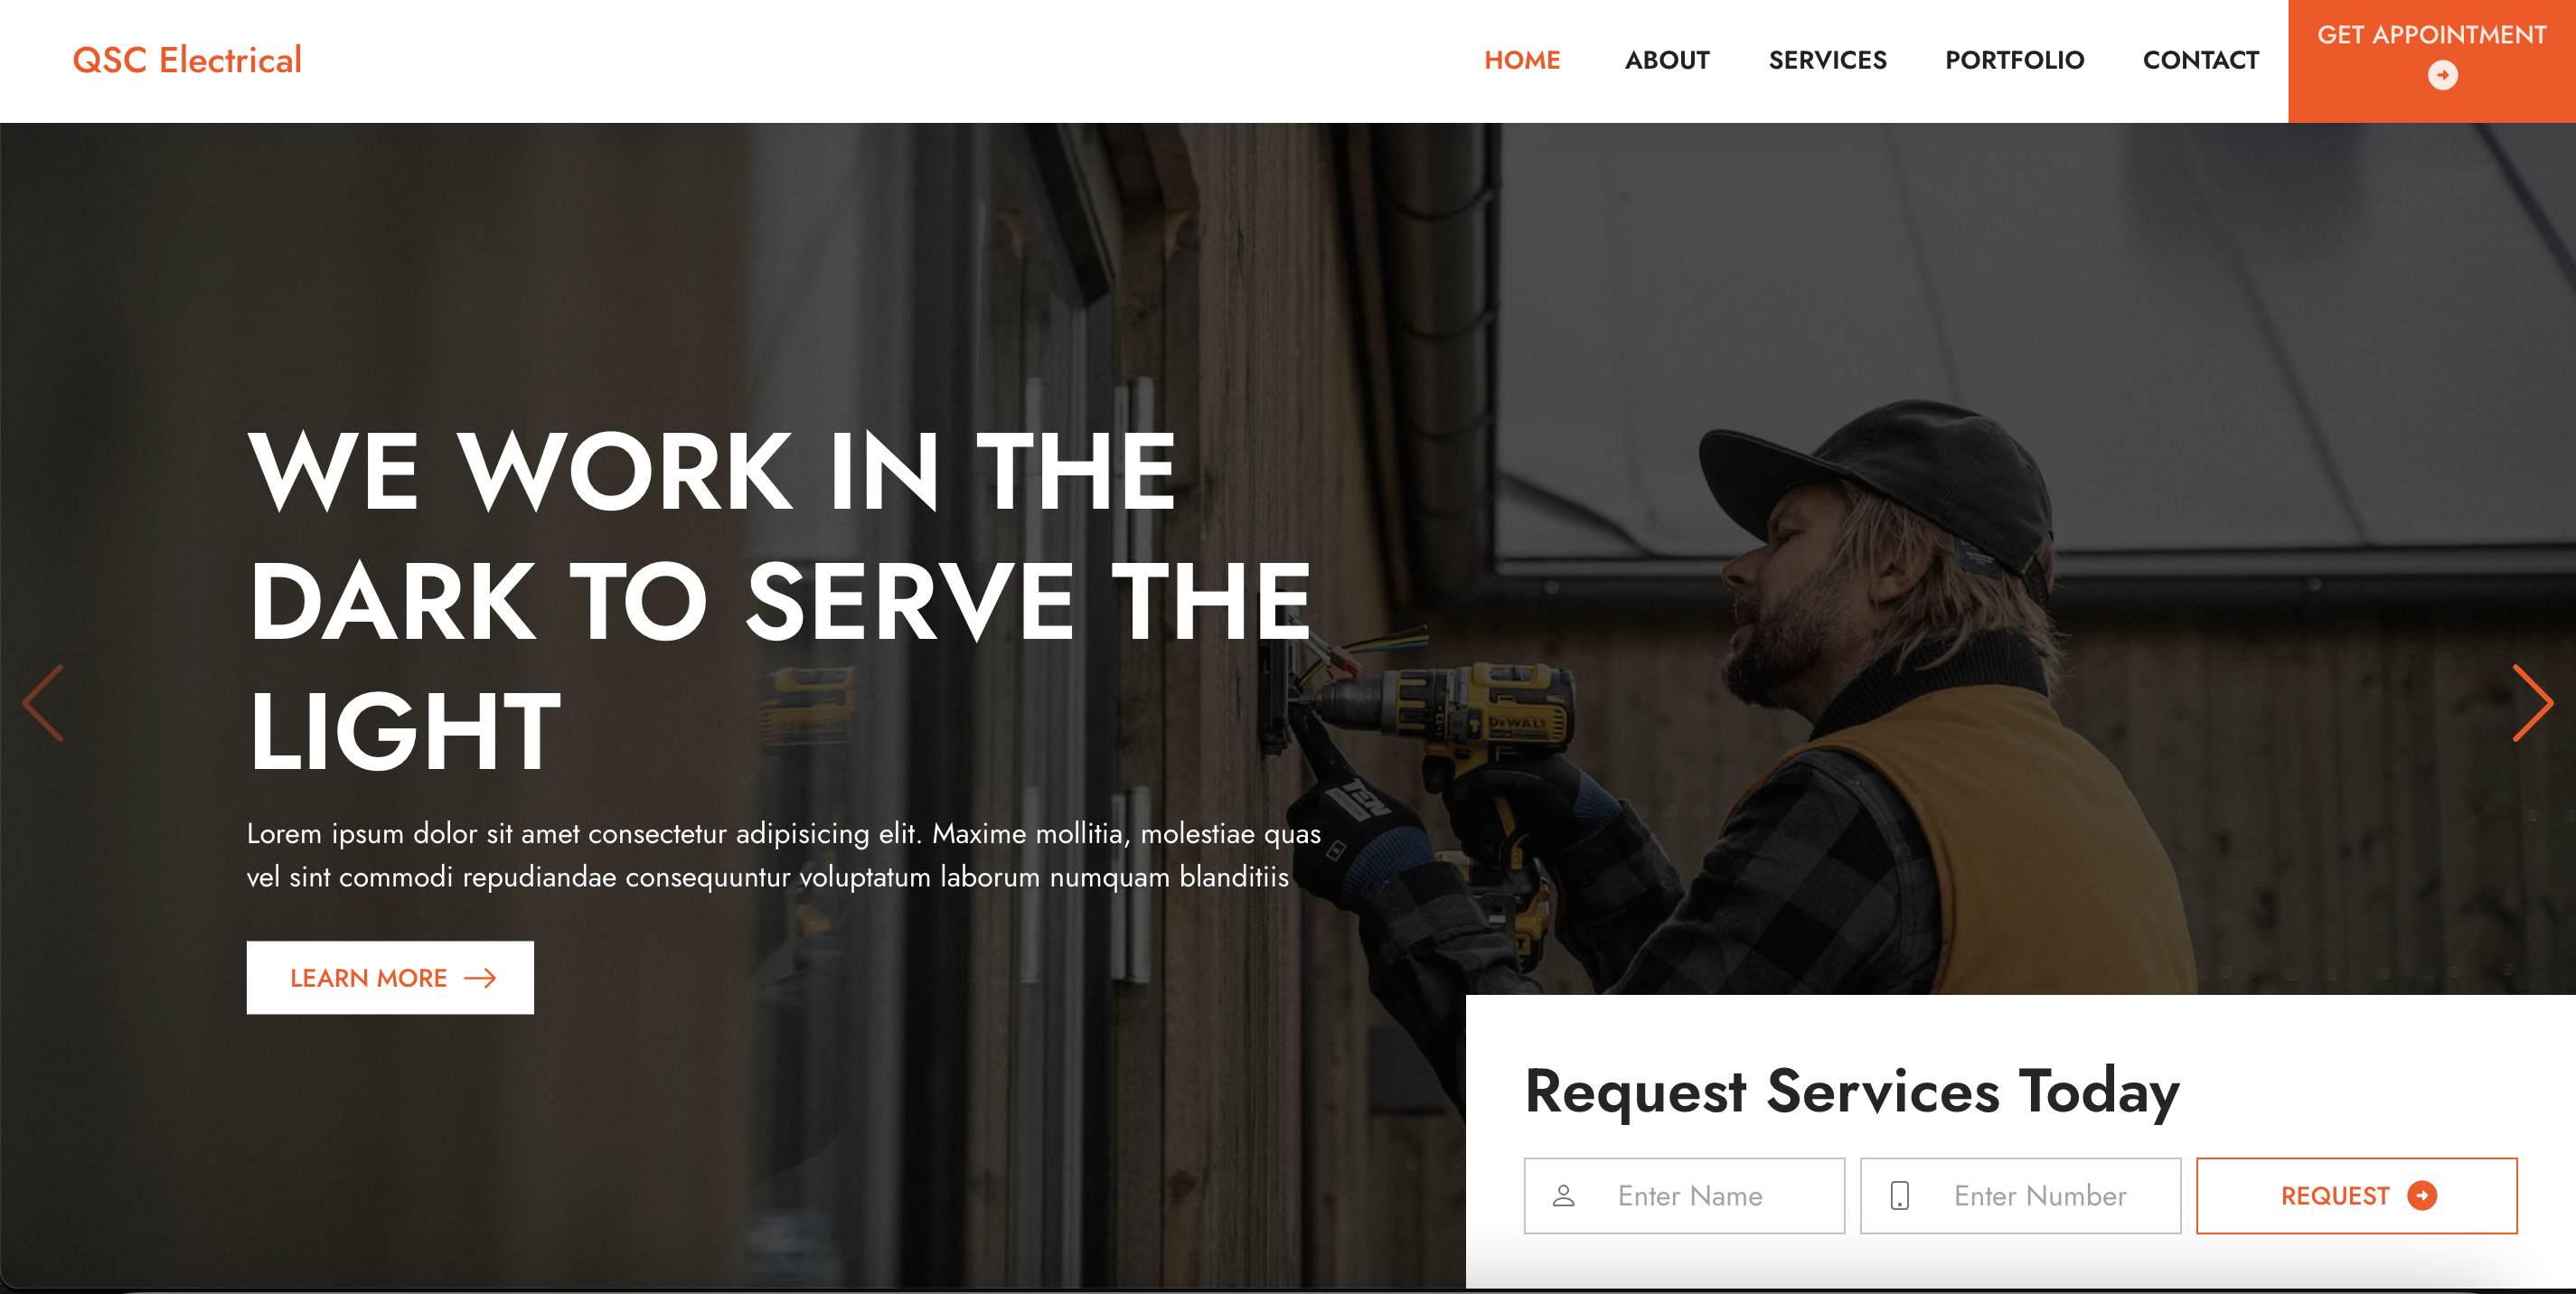 QSC Electrical
HOME ABOUT SERVICES PORTFOLIO CONTACT
GET APPOINTMENT
WE WORK IN THE
DARK TO SERVE THE
LIGHT
DEWALT
Lorem ipsum dolor sit amet consectetur adipisicing elit. Maxime mollitia, molestiae quas
vel sint commodi repudiandae consequuntur voluptatum laborum numquam blanditiis
LEARN MORE
Request Services Today
Enter Name
Enter Number
REQUEST